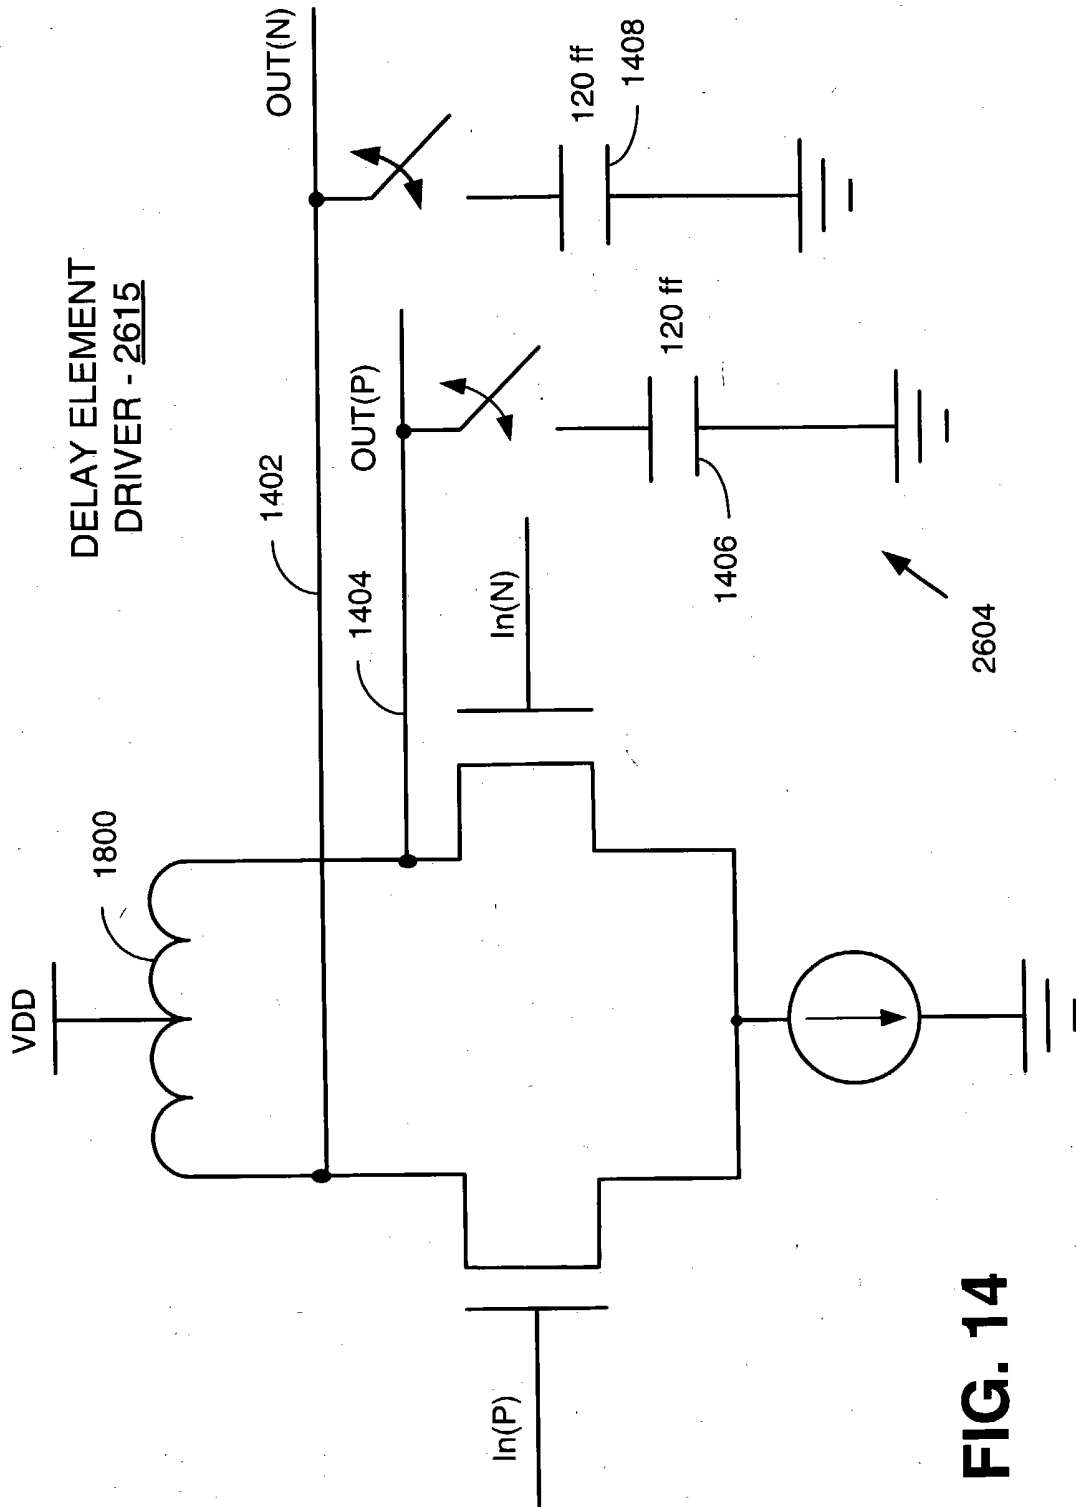 DELAY ELEMENT
DRIVER - 2615
VDD
1800
1402
OUT(N)
1404
OUT(P)
In(P)
In(N)
120 ff
1408
120 ff
1406
2604
FIG. 14